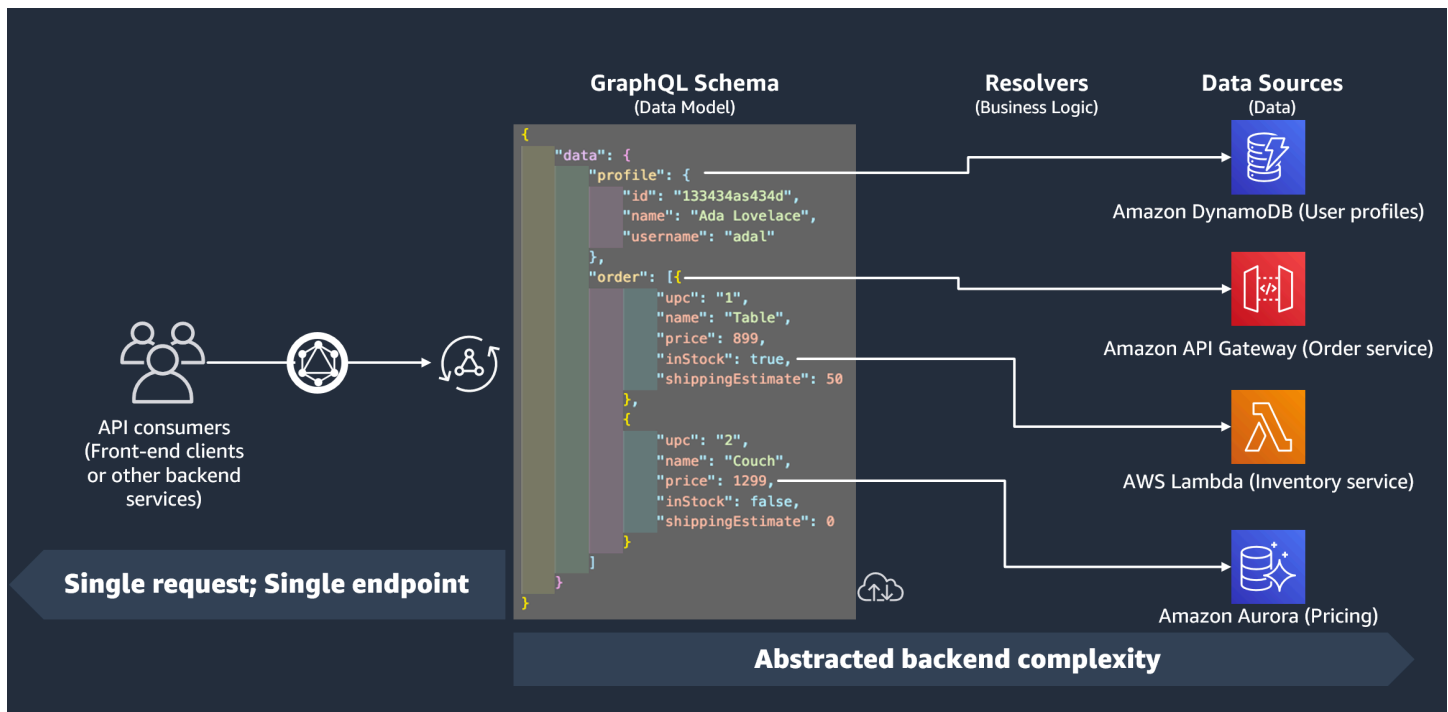 GraphQL Schema
(Data Model)
Resolvers
(Business Logic)
Data Sources
(Data)
{
"data": {
"profile": {
"id": "133434as434d",
"name": "Ada Lovelace",
"username": "adal"
},
"order": [{
"upc": "1",
"name": "Table",
"price": 899,
"inStock": true,
"shippingEstimate": 50
},
{
"upc": "2",
"name": "Couch",
"price": 1299,
"inStock": false,
"shippingEstimate": 0
}
]
}
}
Amazon DynamoDB (User profiles)
</>
Amazon API Gateway (Order service)
AWS Lambda (Inventory service)
Amazon Aurora (Pricing)
API consumers
(Front-end clients
or other backend
services)
Single request; Single endpoint
Abstracted backend complexity